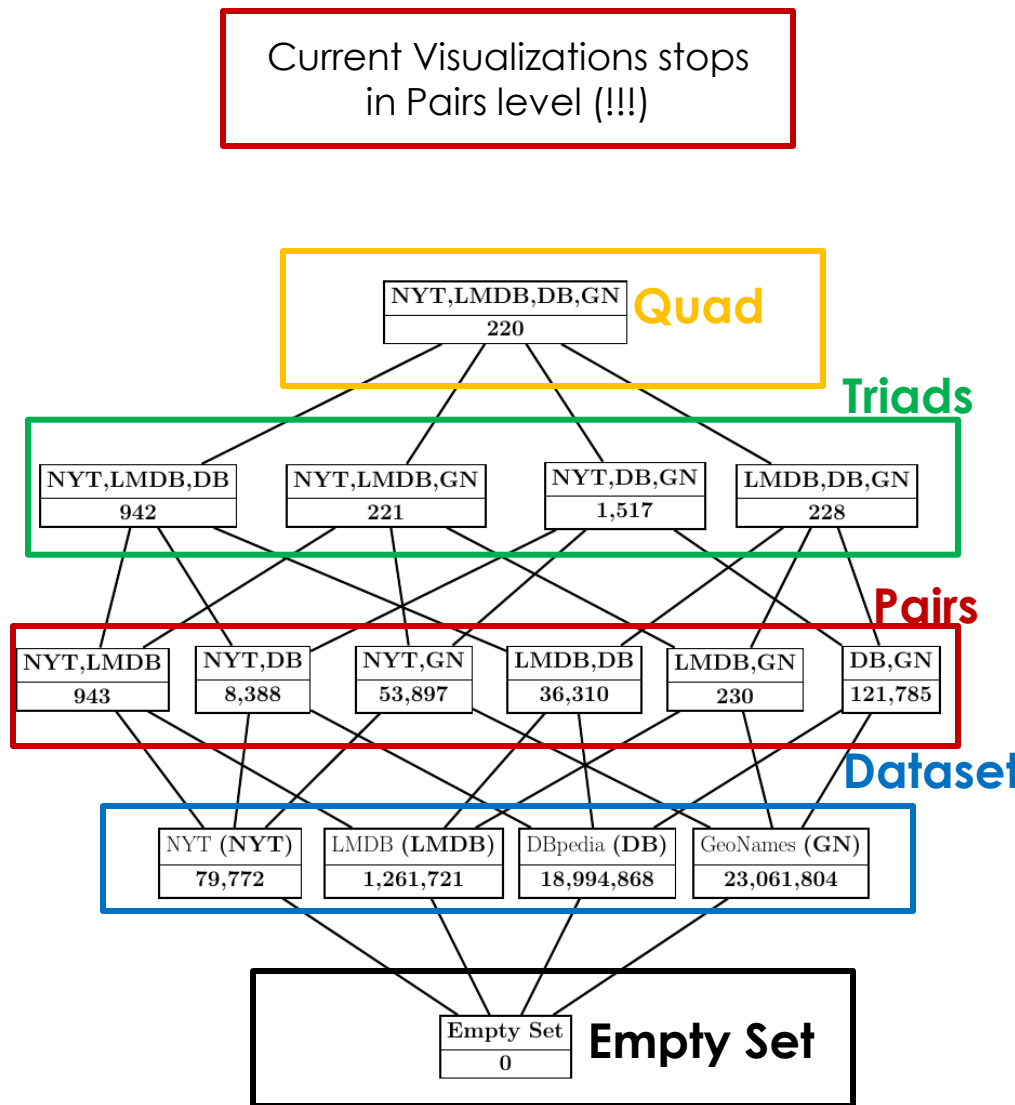 Current Visualizations stops
in Pairs level (!!!)
NYT,LMDB,DB,GN
220
Quad
Triads
NYT,LMDB,DB
942
NYT,LMDB,GN
221
NYT,DB,GN
1,517
LMDB,DB,GN
228
Pairs
NYT,LMDB
943
NYT,DB
8,388
NYT,GN
53,897
LMDB,DB
36,310
LMDB,GN
230
DB,GN
121,785
Dataset
NYT (NYT)
79,772
LMDB (LMDB)
1,261,721
DBpedia (DB)
18,994,868
GeoNames (GN)
23,061,804
Empty Set
0
Empty Set